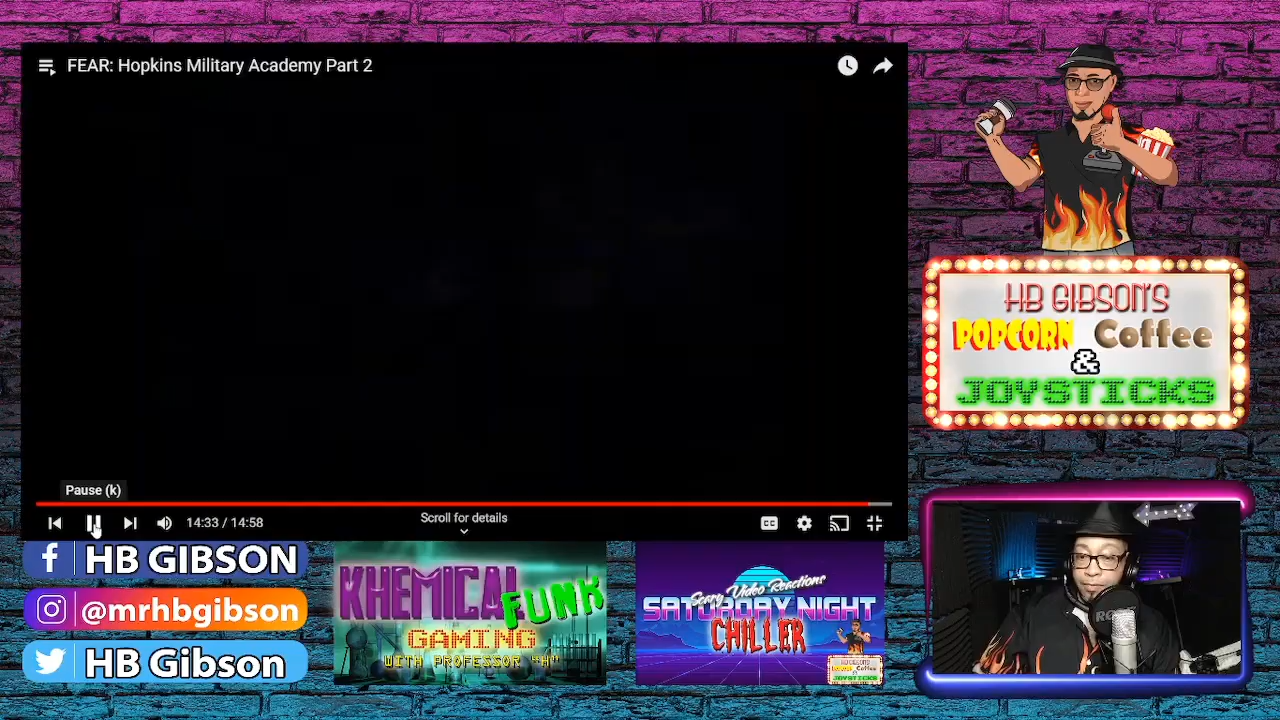 FEAR: Hopkins Military Academy Part 2
Pause (k)
14:33 / 14:58
Scroll for details
CC
HB GIBSON
@mrhbgibson
HB Gibson
KHEMICAL FUNK
GAMING
WITH PROFESSOR "H"
Scary Video Reactions
SATURDAY NIGHT
CHILLER
HB GIBSON'S
POPCORN Coffee
&
JOYSTICKS